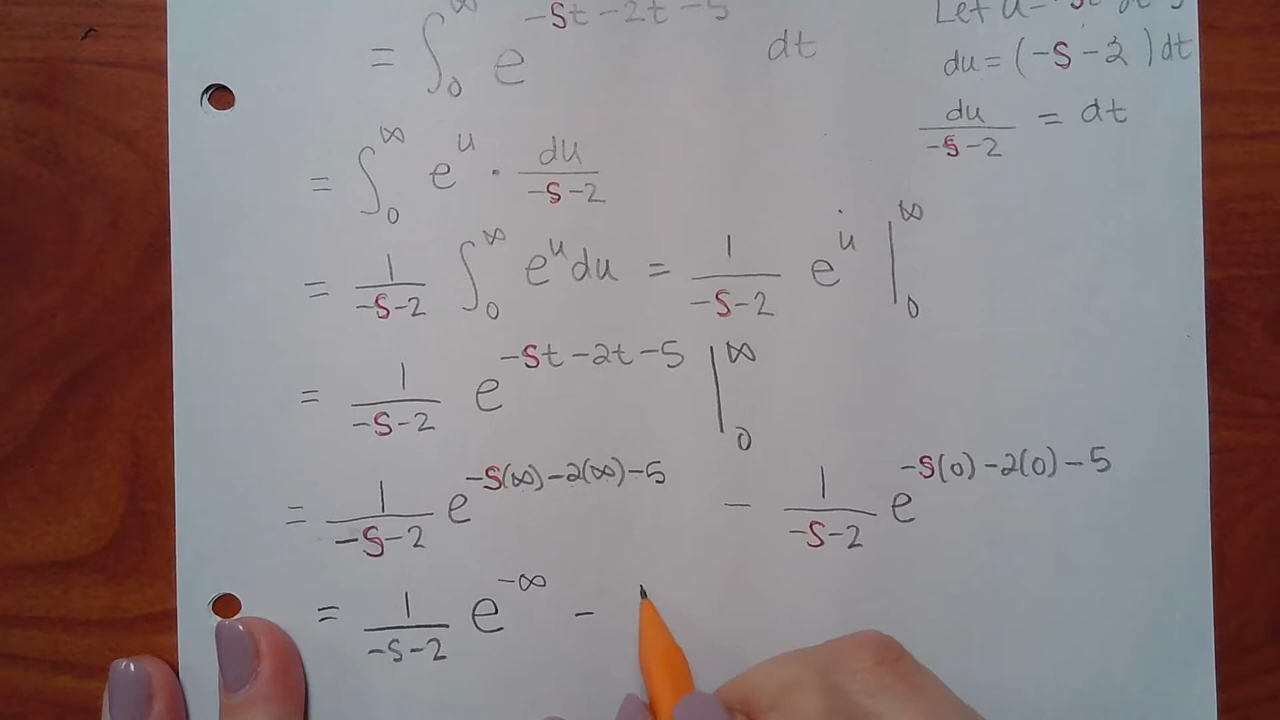 = ∫₀^∞ e^(-st-2t-5) dt
du = (-s-2)dt
du/(-s-2) = dt
= ∫₀^∞ e^u · du/(-s-2)
= 1/(-s-2) ∫₀^∞ e^u du = 1/(-s-2) e^u |₀^∞
= 1/(-s-2) e^(-st-2t-5) |₀^∞
= 1/(-s-2) e^(-s(∞)-2(∞)-5) - 1/(-s-2) e^(-s(0)-2(0)-5)
= 1/(-s-2) e^(-∞) -